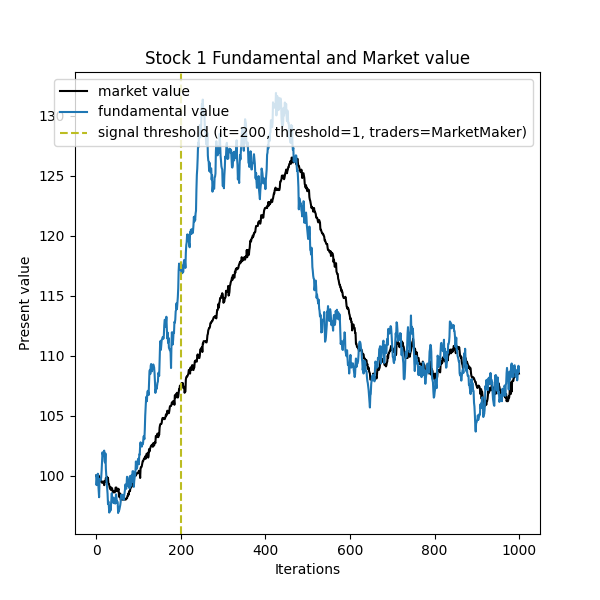 Stock 1 Fundamental and Market value
market value
fundamental value
signal threshold (it=200, threshold=1, traders=MarketMaker)
130
125
120
115
110
105
100
Present value
0 200 400 600 800 1000
Iterations